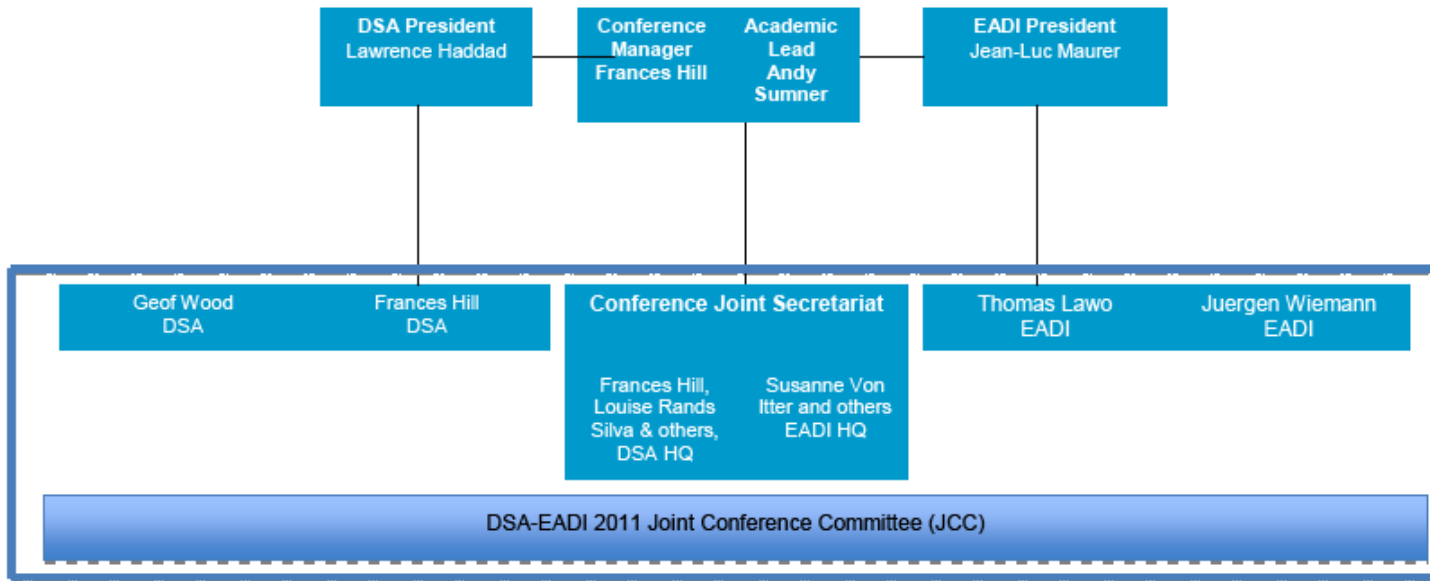 DSA President
Lawrence Haddad
Conference
Manager
Frances Hill
Academic
Lead
Andy
Sumner
EADI President
Jean-Luc Maurer
Geof Wood
DSA
Frances Hill
DSA
Conference Joint Secretariat
Frances Hill,
Louise Rands
Silva & others,
DSA HQ
Susanne Von
Itter and others
EADI HQ
Thomas Lawo
EADI
Juergen Wiemann
EADI
DSA-EADI 2011 Joint Conference Committee (JCC)